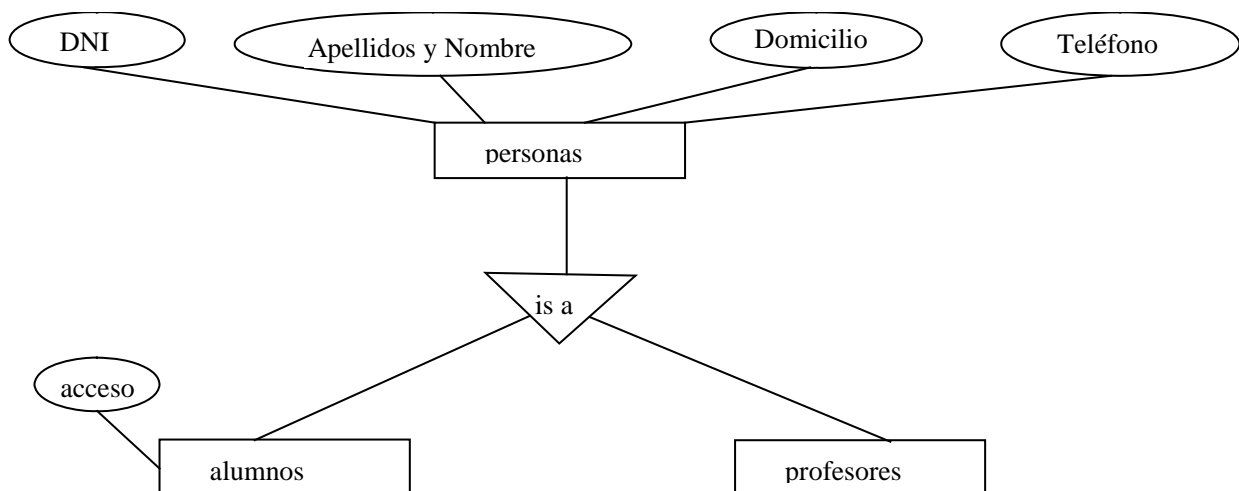 DNI
Apellidos y Nombre
Domicilio
Teléfono
personas
is a
acceso
alumnos
profesores